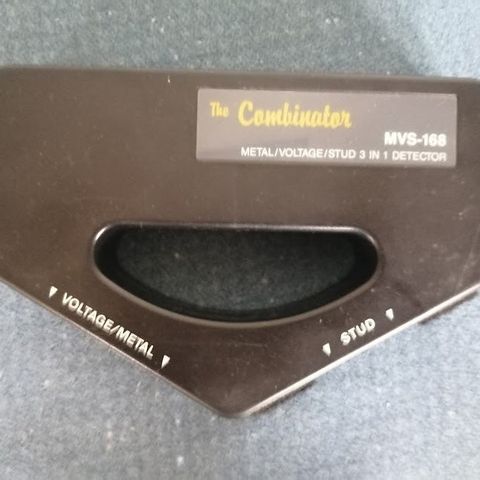 The Combinator
MVS-168
METAL/VOLTAGE/STUD 3 IN 1 DETECTOR
VOLTAGE/METAL
STUD